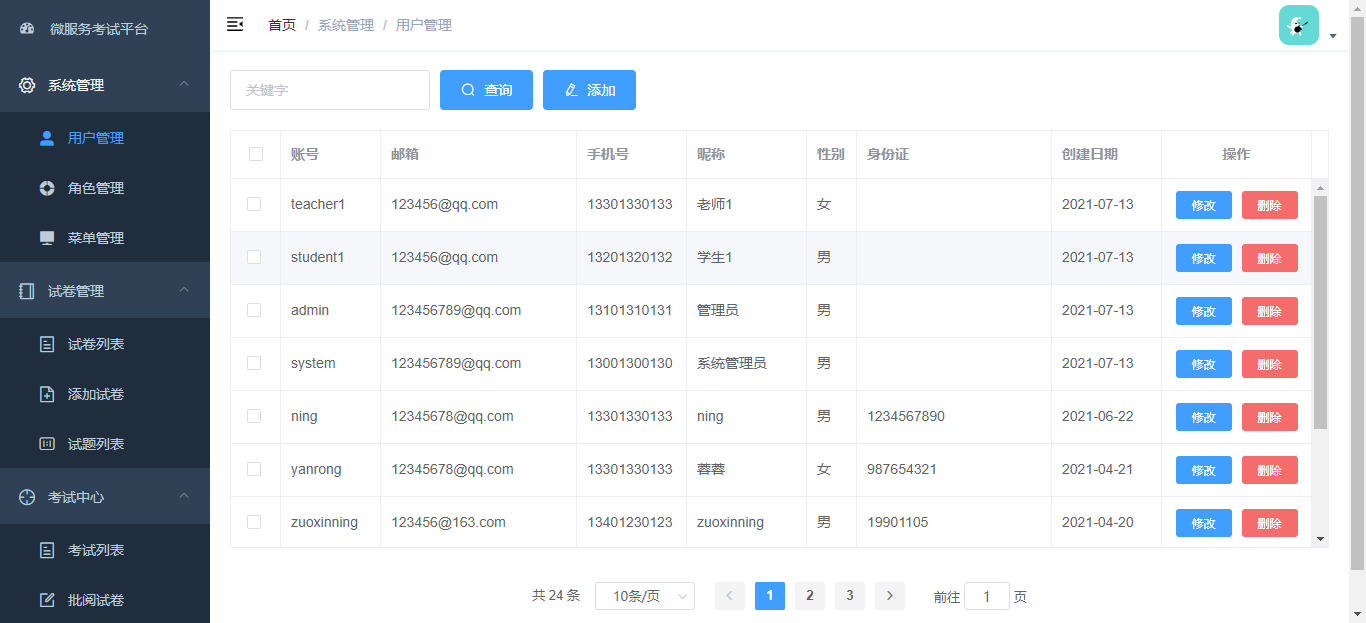 微服务考试平台
系统管理
用户管理
角色管理
菜单管理
试卷管理
试卷列表
添加试卷
试题列表
考试中心
考试列表
批阅试卷
首页 / 系统管理 / 用户管理
关键字 查询 添加
账号 邮箱 手机号 昵称 性别 身份证 创建日期 操作
teacher1 123456@qq.com 13301330133 老师1 女 2021-07-13 修改 删除
student1 123456@qq.com 13201320132 学生1 男 2021-07-13 修改 删除
admin 123456789@qq.com 13101310131 管理员 男 2021-07-13 修改 删除
system 123456789@qq.com 13001300130 系统管理员 男 2021-07-13 修改 删除
ning 12345678@qq.com 13301330133 ning 男 1234567890 2021-06-22 修改 删除
yanrong 12345678@qq.com 13301330133 蓉蓉 女 987654321 2021-04-21 修改 删除
zuoxinning 123456@163.com 13401230123 zuoxinning 男 19901105 2021-04-20 修改 删除
共 24 条 10条/页 1 2 3 前往 1 页